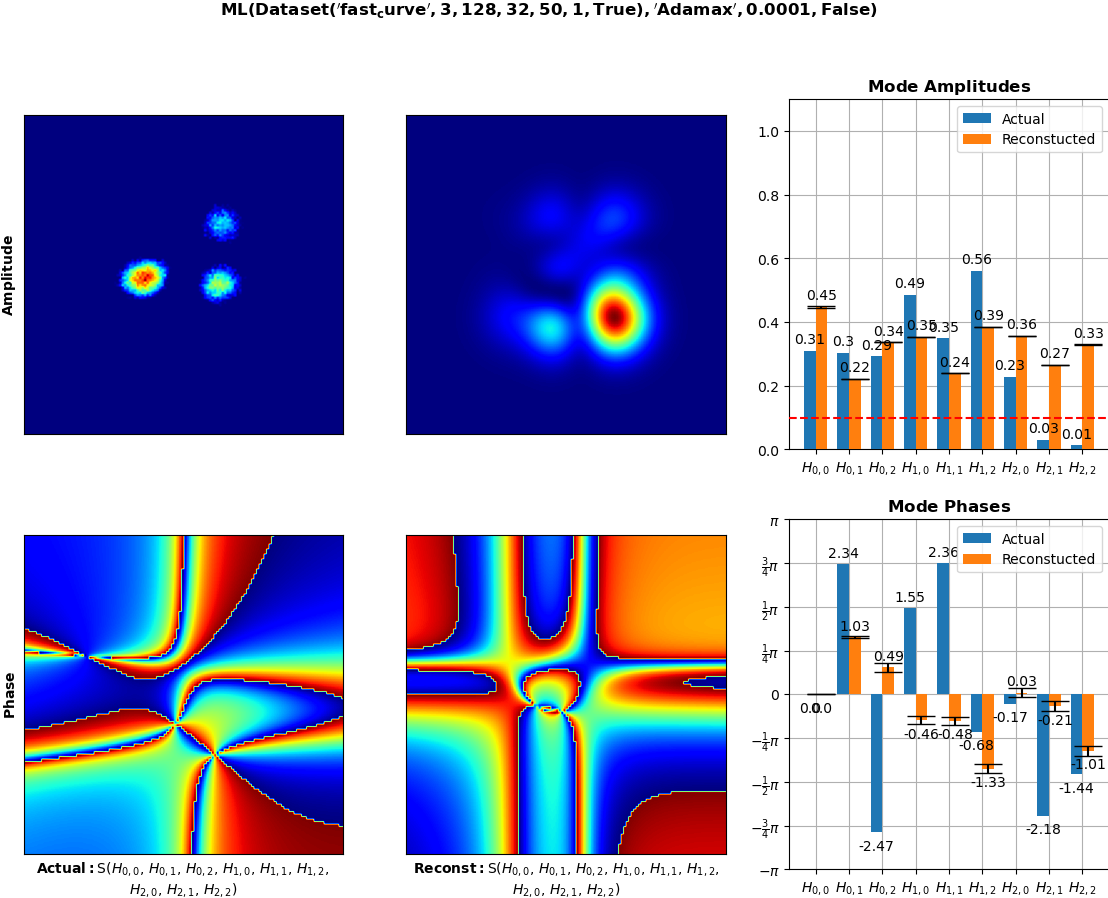 ML(Dataset(′fast_curve′, 3, 128, 32, 50, 1, True), ′Adamax′, 0.0001, False)
Amplitude
Mode Amplitudes
Actual
Reconstucted
1.0
0.8
0.6
0.4
0.2
0.0
0.31
0.45
0.3
0.22
0.29
0.34
0.49
0.35
0.35
0.24
0.56
0.39
0.23
0.36
0.03
0.27
0.01
0.33
H0,0 H0,1 H0,2 H1,0 H1,1 H1,2 H2,0 H2,1 H2,2
Phase
Actual: S(H0,0, H0,1, H0,2, H1,0, H1,1, H1,2,
H2,0, H2,1, H2,2)
Reconst: S(H0,0, H0,1, H0,2, H1,0, H1,1, H1,2,
H2,0, H2,1, H2,2)
Mode Phases
Actual
Reconstucted
π
3/4π
1/2π
1/4π
0
−1/4π
−1/2π
−3/4π
−π
0.0
0.0
2.34
1.03
-2.47
0.49
1.55
-0.46
2.36
-0.48
-0.68
-1.33
-0.17
0.03
-2.18
-0.21
-1.44
-1.01
H0,0 H0,1 H0,2 H1,0 H1,1 H1,2 H2,0 H2,1 H2,2